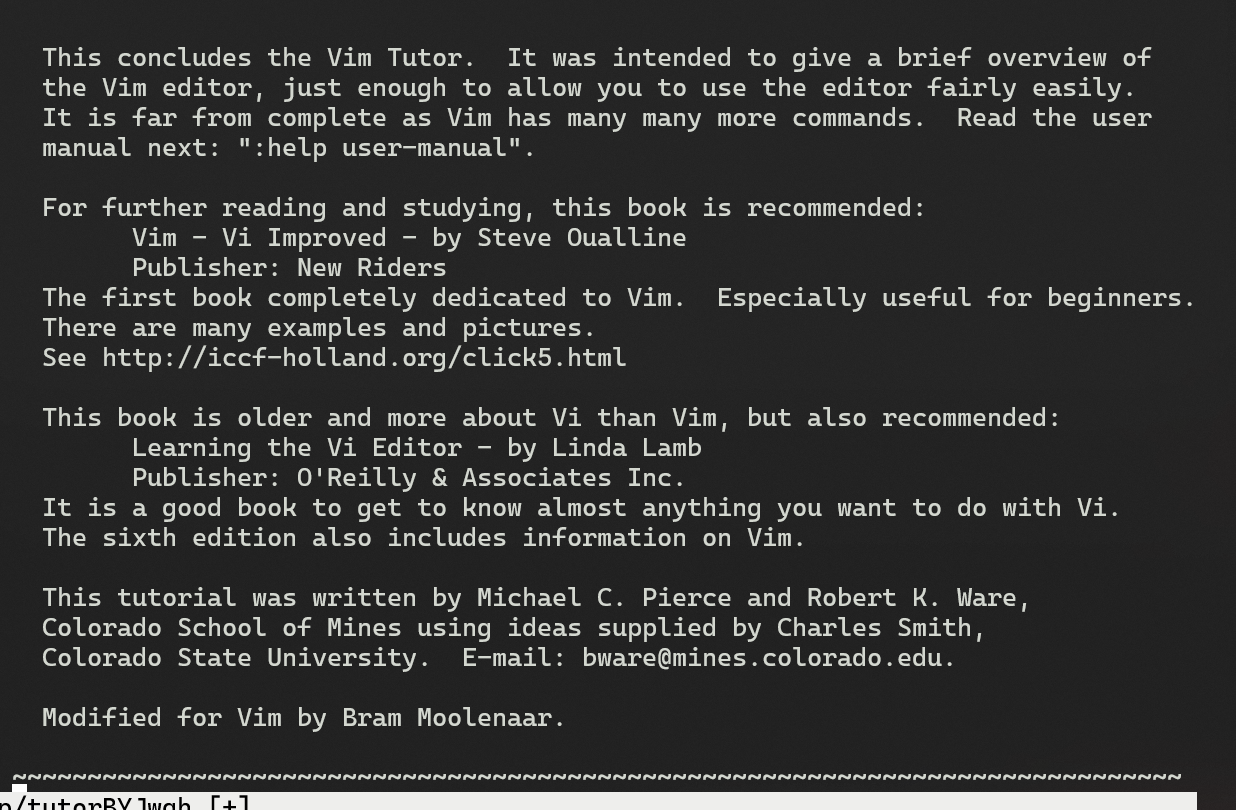 This concludes the Vim Tutor.  It was intended to give a brief overview of
the Vim editor, just enough to allow you to use the editor fairly easily.
It is far from complete as Vim has many many more commands.  Read the user
manual next: ":help user-manual".
For further reading and studying, this book is recommended:
Vim - Vi Improved - by Steve Oualline
Publisher: New Riders
The first book completely dedicated to Vim.  Especially useful for beginners.
There are many examples and pictures.
See http://iccf-holland.org/click5.html
This book is older and more about Vi than Vim, but also recommended:
Learning the Vi Editor - by Linda Lamb
Publisher: O'Reilly & Associates Inc.
It is a good book to get to know almost anything you want to do with Vi.
The sixth edition also includes information on Vim.
This tutorial was written by Michael C. Pierce and Robert K. Ware,
Colorado School of Mines using ideas supplied by Charles Smith,
Colorado State University.  E-mail: bware@mines.colorado.edu.
Modified for Vim by Bram Moolenaar.
~~~~~~~~~~~~~~~~~~~~~~~~~~~~~~~~~~~~~~~~~~~~~~~~~~~~~~~~~~~~~~~~~~~~~~~~~~~~~~
[+]